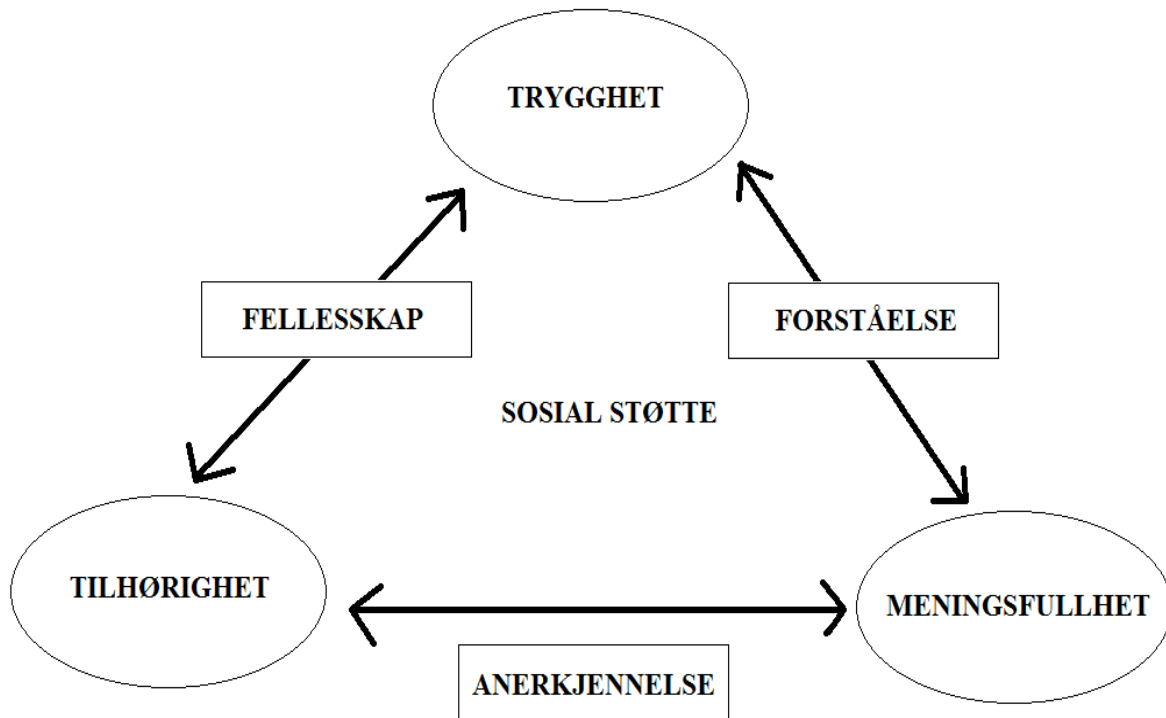 TRYGGHET
FELLESSKAP
FORSTÅELSE
SOSIAL STØTTE
TILHØRIGHET
MENINGSFULLHET
ANERKJENNELSE